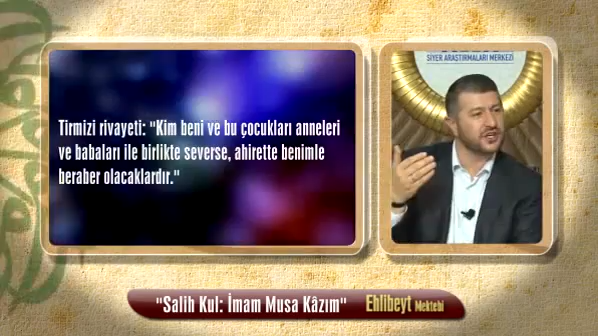 SİYER ARAŞTIRMALARI MERKEZİ
Tirmizi rivayeti: "Kim beni ve bu çocukları anneleri
ve babaları ile birlikte severse, ahirette benimle
beraber olacaklardır."
"Salih Kul: İmam Musa Kâzım" Ehlibeyt Mektebi